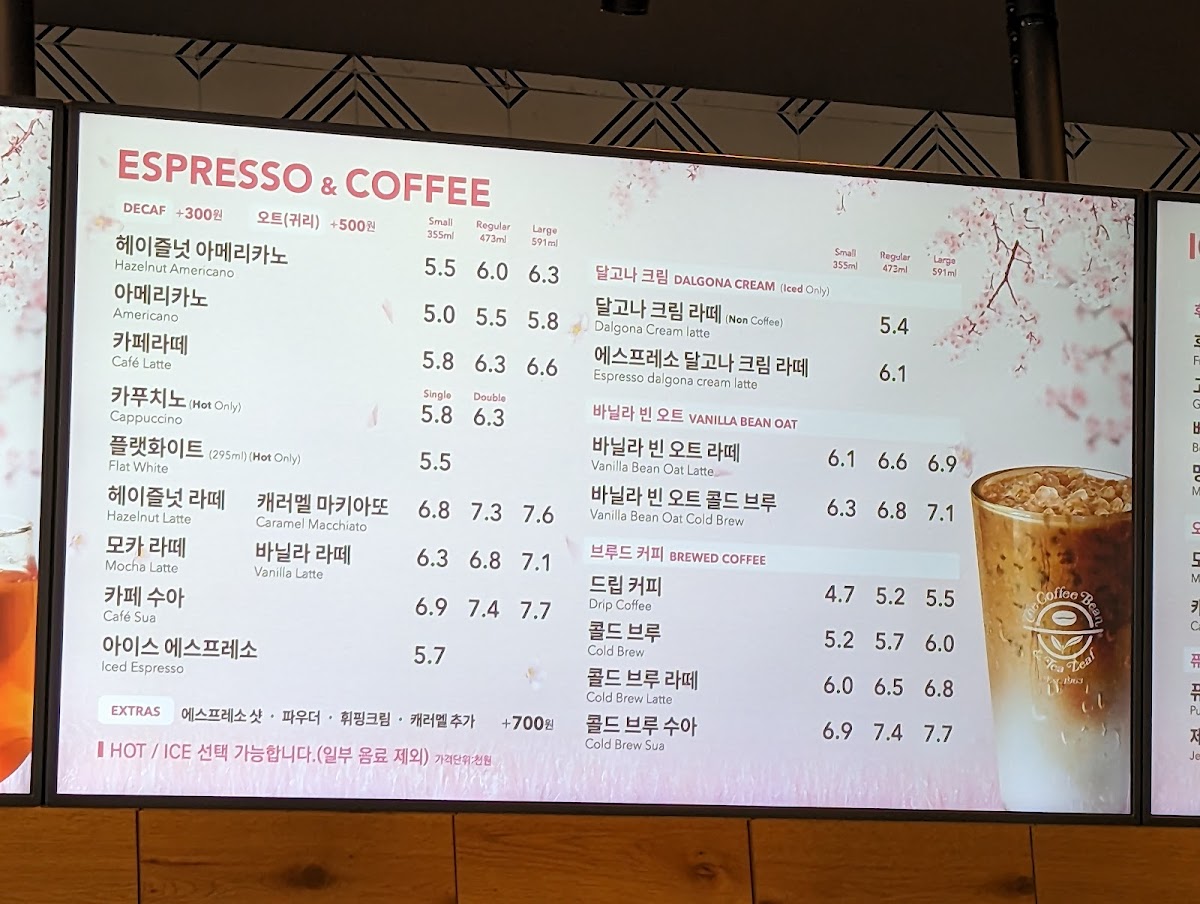 ESPRESSO & COFFEE
DECAF +300원 오트(귀리) +500원
Small 355ml Regular 473ml Large 591ml
헤이즐넛 아메리카노 5.5 6.0 6.3
Hazelnut Americano
아메리카노 5.0 5.5 5.8
Americano
카페라떼 5.8 6.3 6.6
Café Latte
Single Double
카푸치노 (Hot Only) 5.8 6.3
Cappuccino
플랫화이트 (295ml) (Hot Only) 5.5
Flat White
헤이즐넛 라떼 캐러멜 마키아또 6.8 7.3 7.6
Hazelnut Latte Caramel Macchiato
모카 라떼 바닐라 라떼 6.3 6.8 7.1
Mocha Latte Vanilla Latte
카페 수아 6.9 7.4 7.7
Café Sua
아이스 에스프레소 5.7
Iced Espresso
EXTRAS 에스프레소 샷 · 파우더 · 휘핑크림 · 캐러멜 추가 +700원
HOT / ICE 선택 가능합니다.(일부 음료 제외) 가격단위:천원
Small 355ml Regular 473ml Large 591ml
달고나 크림 DALGONA CREAM (Iced Only)
달고나 크림 라떼 (Non Coffee) 5.4
Dalgona Cream latte
에스프레소 달고나 크림 라떼 6.1
Espresso dalgona cream latte
바닐라 빈 오트 VANILLA BEAN OAT
바닐라 빈 오트 라떼 6.1 6.6 6.9
Vanilla Bean Oat Latte
바닐라 빈 오트 콜드 브루 6.3 6.8 7.1
Vanilla Bean Oat Cold Brew
브루드 커피 BREWED COFFEE
드립 커피 4.7 5.2 5.5
Drip Coffee
콜드 브루 5.2 5.7 6.0
Cold Brew
콜드 브루 라떼 6.0 6.5 6.8
Cold Brew Latte
콜드 브루 수아 6.9 7.4 7.7
Cold Brew Sua
The Coffee Bean
& Tea Leaf
Est. 1963